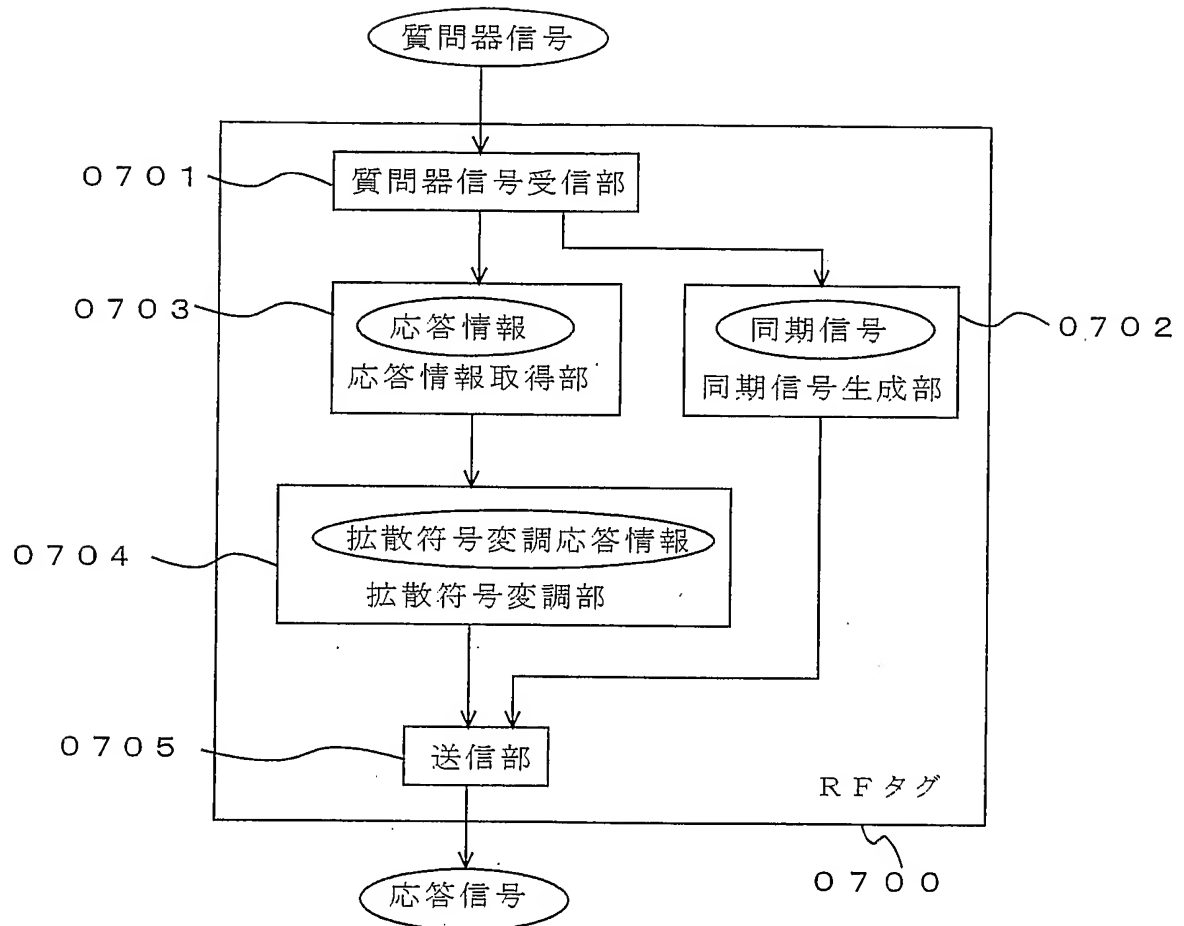 質問器信号
０７０１
質問器信号受信部
０７０３
応答情報
応答情報取得部
同期信号
同期信号生成部
０７０２
０７０４
拡散符号変調応答情報
拡散符号変調部
０７０５
送信部
ＲＦタグ
０７００
応答信号